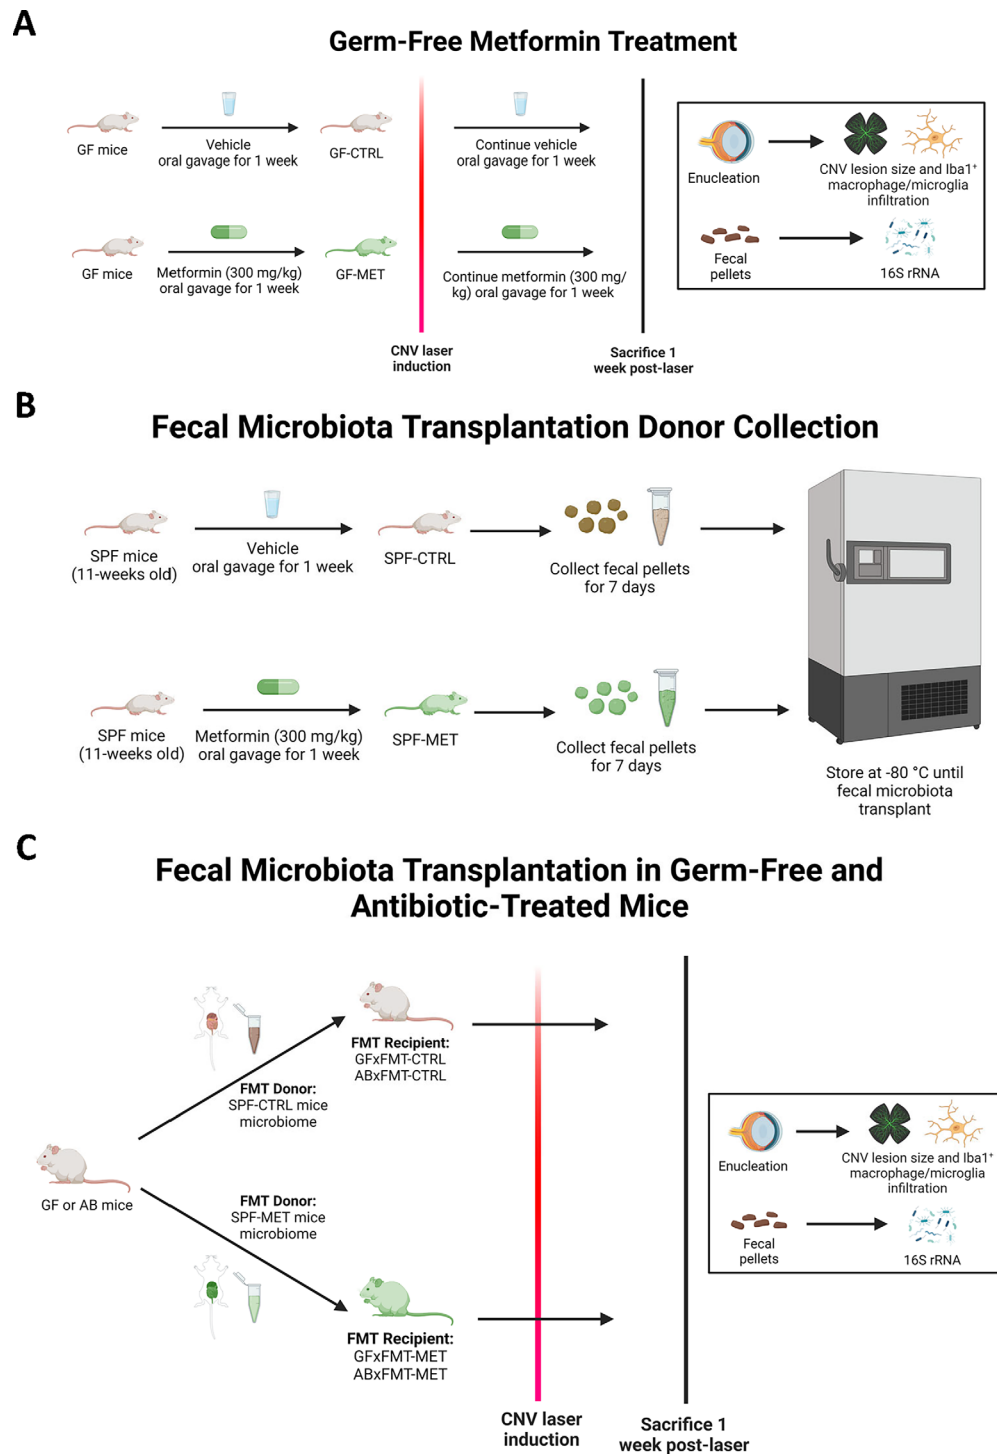 A
Germ-Free Metformin Treatment
GF mice
Vehicle
oral gavage for 1 week
GF-CTRL
Continue vehicle
oral gavage for 1 week
GF mice
Metformin (300 mg/kg)
oral gavage for 1 week
GF-MET
Continue metformin (300 mg/
kg) oral gavage for 1 week
CNV laser
induction
Sacrifice 1
week post-laser
Enucleation
CNV lesion size and Iba1⁺
macrophage/microglia
infiltration
Fecal
pellets
16S rRNA
B
Fecal Microbiota Transplantation Donor Collection
SPF mice
(11-weeks old)
Vehicle
oral gavage for 1 week
SPF-CTRL
Collect fecal pellets
for 7 days
SPF mice
(11-weeks old)
Metformin (300 mg/kg)
oral gavage for 1 week
SPF-MET
Collect fecal pellets
for 7 days
Store at -80 °C until
fecal microbiota
transplant
C
Fecal Microbiota Transplantation in Germ-Free and
Antibiotic-Treated Mice
GF or AB mice
FMT Donor:
SPF-CTRL mice
microbiome
FMT Recipient:
GFxFMT-CTRL
ABxFMT-CTRL
FMT Donor:
SPF-MET mice
microbiome
FMT Recipient:
GFxFMT-MET
ABxFMT-MET
CNV laser
induction
Sacrifice 1
week post-laser
Enucleation
CNV lesion size and Iba1⁺
macrophage/microglia
infiltration
Fecal
pellets
16S rRNA